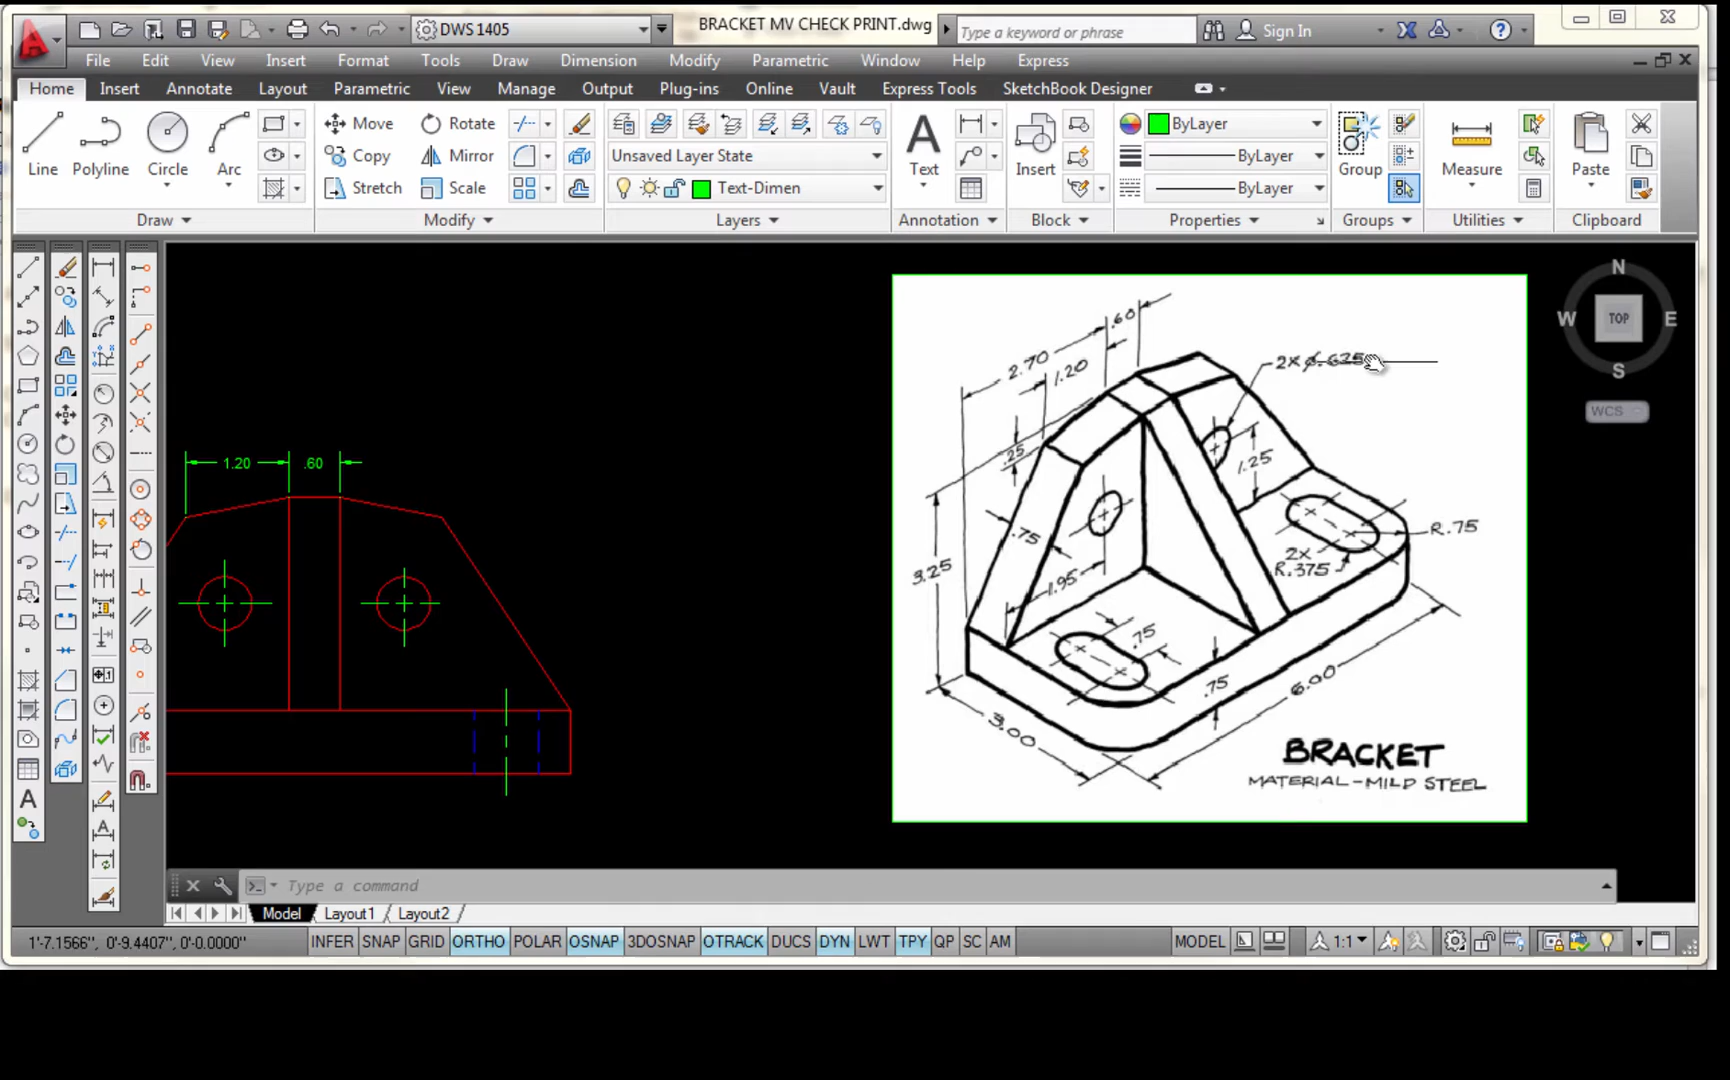 DWS 1405
BRACKET MV CHECK PRINT.dwg
Type a keyword or phrase
Sign In
File Edit View Insert Format Tools Draw Dimension Modify Parametric Window Help Express
Home Insert Annotate Layout Parametric View Manage Output Plug-ins Online Vault Express Tools SketchBook Designer
Line Polyline Circle Arc
Move Rotate
Copy Mirror
Stretch Scale
Unsaved Layer State
Text-Dimen
A
Text
Insert
ByLayer
ByLayer
ByLayer
Group
Measure
Paste
Draw Modify Layers Annotation Block Properties Groups Utilities Clipboard
N
W TOP E
S
WCS
1.20 .60
.60
2.70
1.20
2X Ø.625
.25
1.25
.75
3.25
1.95
R.75
2X
R.375
.75
.75
6.00
3.00
BRACKET
MATERIAL-MILD STEEL
A
Type a command
Model Layout1 Layout2
1'-7.1566", 0'-9.4407", 0'-0.0000"
INFER SNAP GRID ORTHO POLAR OSNAP 3DOSNAP OTRACK DUCS DYN LWT TPY QP SC AM
MODEL
1:1